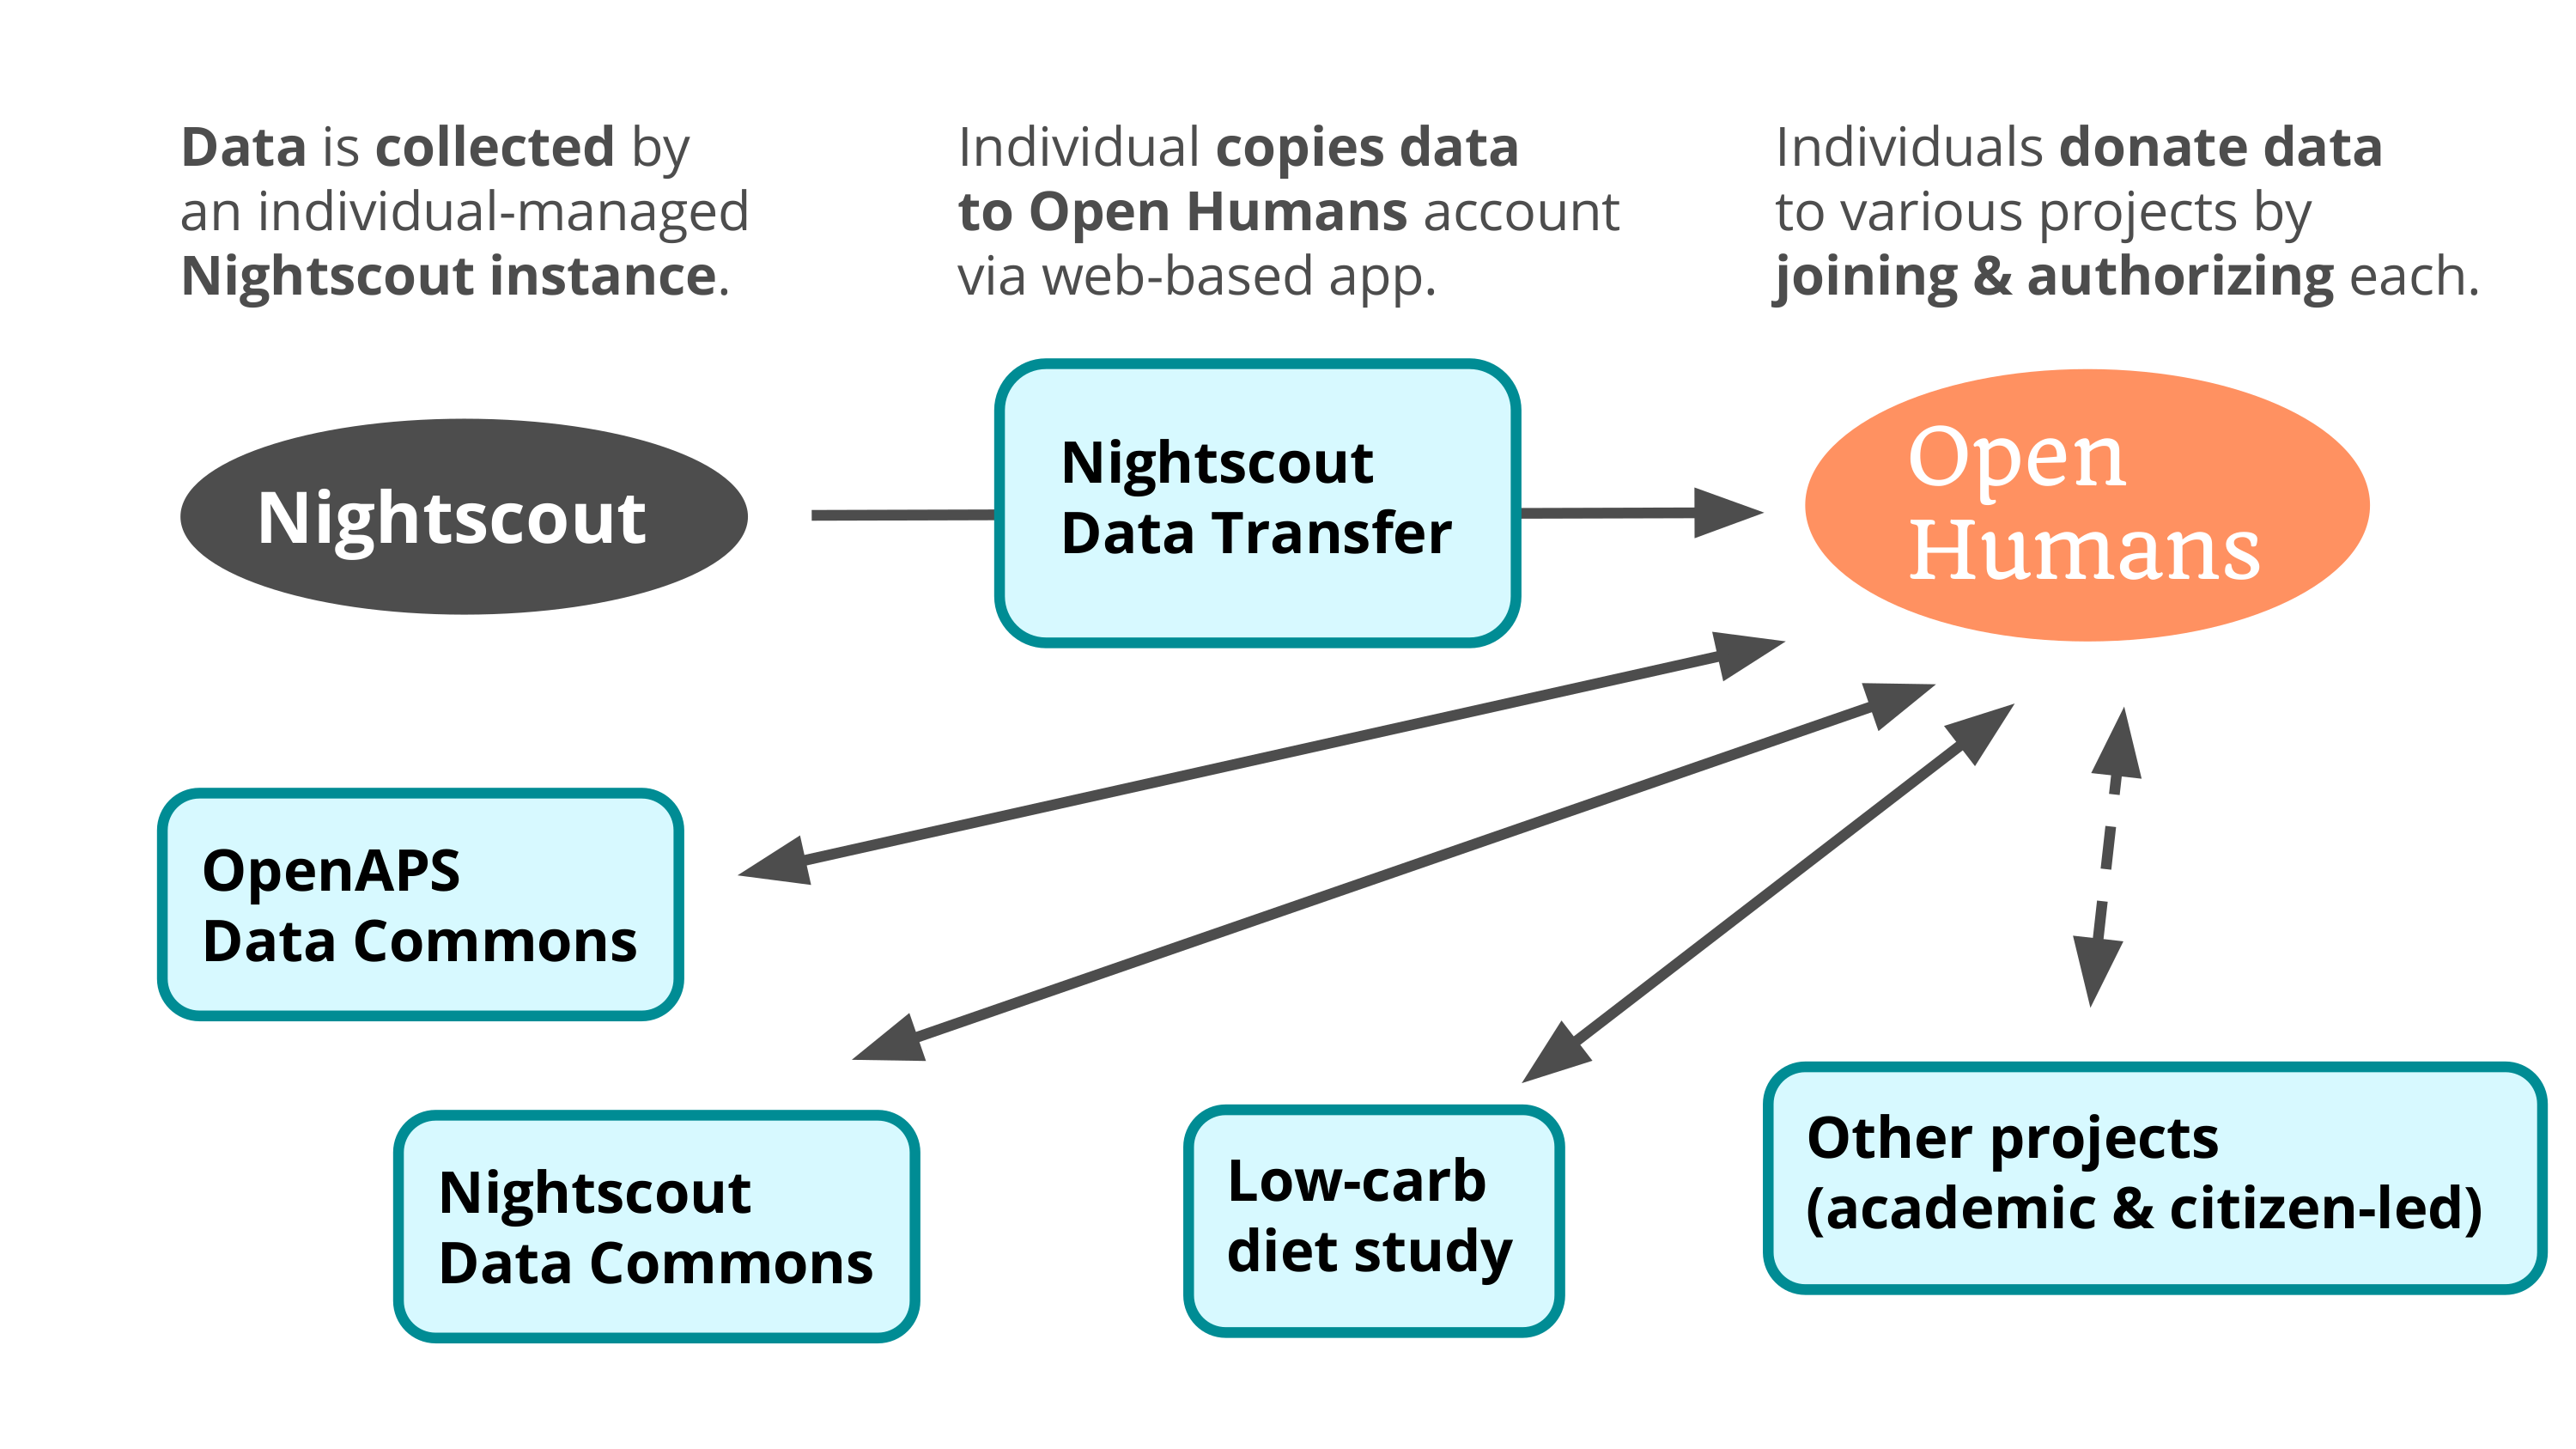 Data is collected by
an individual-managed
Nightscout instance.
Individual copies data
to Open Humans account
via web-based app.
Individuals donate data
to various projects by
joining & authorizing each.
Nightscout
Nightscout
Data Transfer
Open
Humans
OpenAPS
Data Commons
Nightscout
Data Commons
Low-carb
diet study
Other projects
(academic & citizen-led)